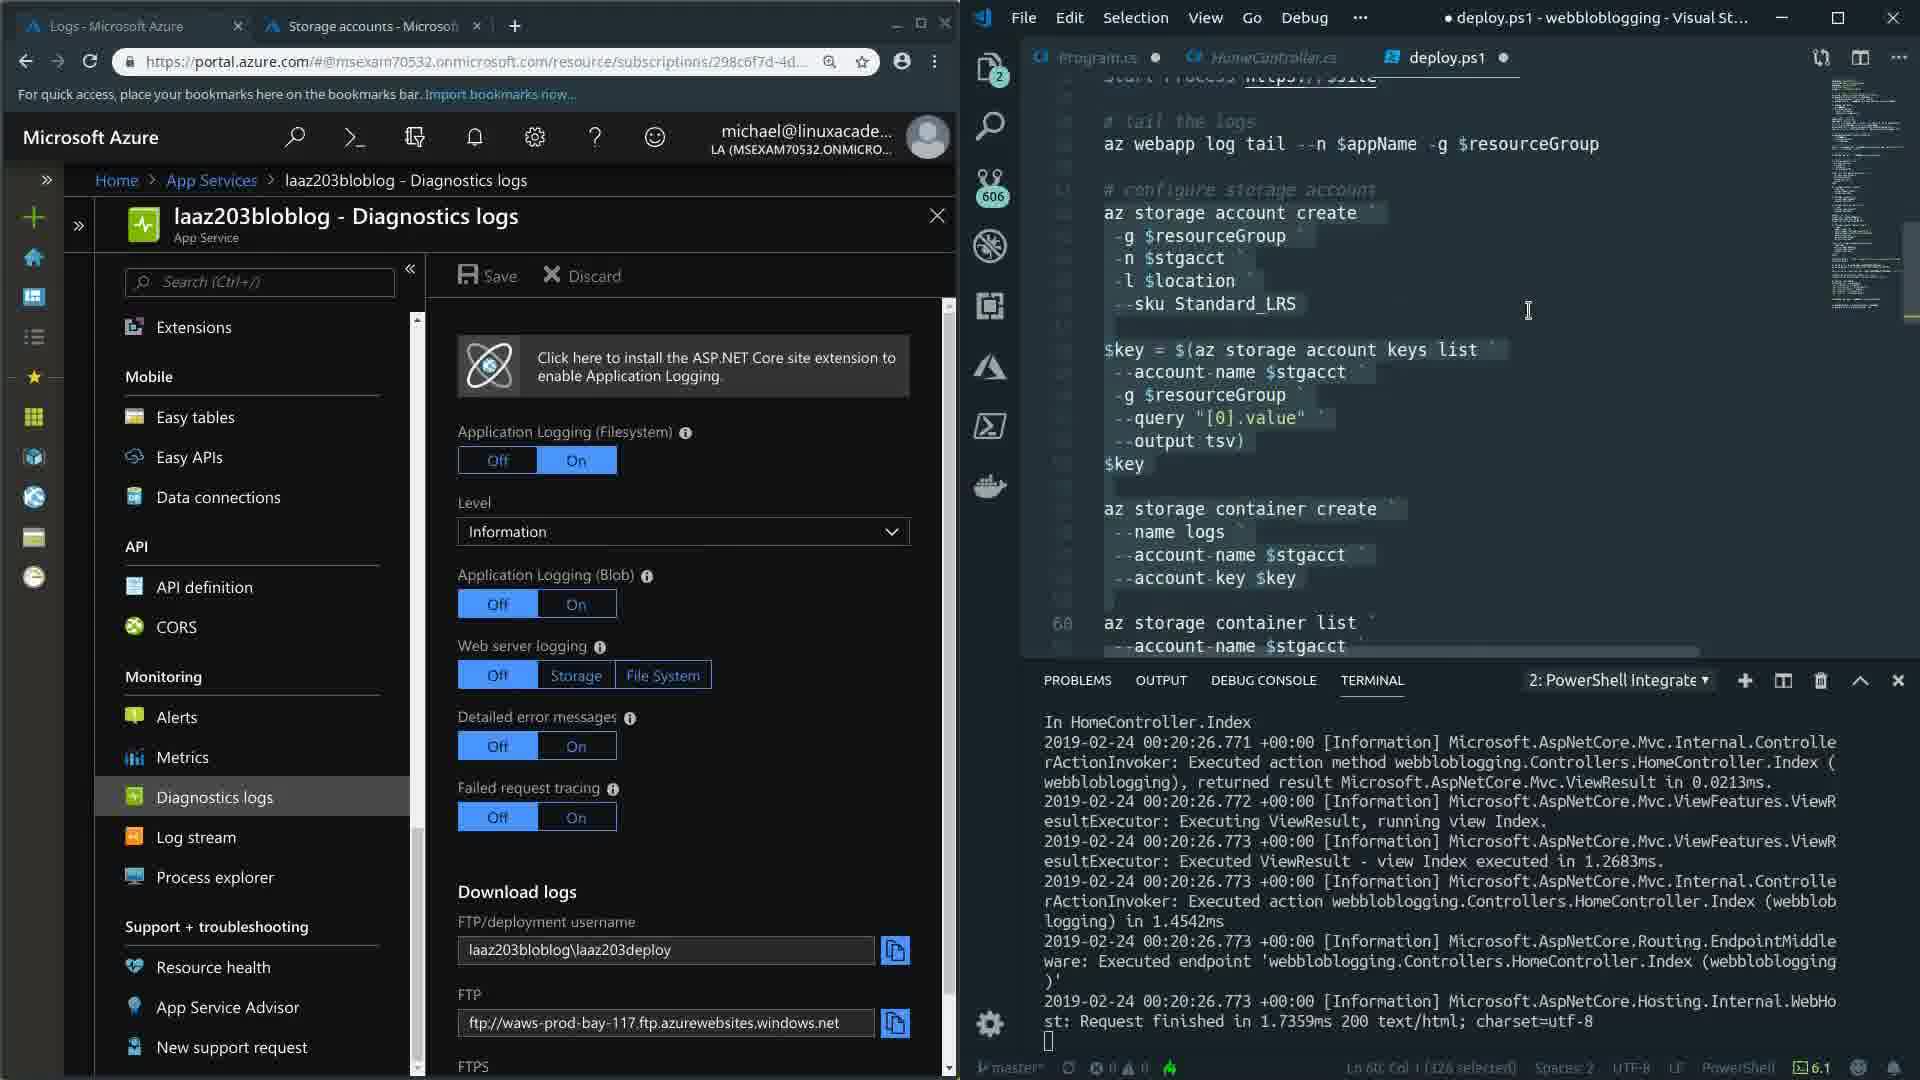 Logs - Microsoft Azure
Storage accounts - Microsoft
https://portal.azure.com/#@msexam70532.onmicrosoft.com/resource/subscriptions/298c6f7d-4d...
For quick access, place your bookmarks here on the bookmarks bar. Import bookmarks now...
Microsoft Azure
michael@linuxacade...
LA (MSEXAM70532.ONMICRO...
Home > App Services > laaz203bloblog - Diagnostics logs
laaz203bloblog - Diagnostics logs
App Service
Search (Ctrl+/)
Extensions
Mobile
Easy tables
Easy APIs
Data connections
API
API definition
CORS
Monitoring
Alerts
Metrics
Diagnostics logs
Log stream
Process explorer
Support + troubleshooting
Resource health
App Service Advisor
New support request
Save
Discard
Click here to install the ASP.NET Core site extension to
enable Application Logging.
Application Logging (Filesystem)
Off On
Level
Information
Application Logging (Blob)
Off On
Web server logging
Off Storage File System
Detailed error messages
Off On
Failed request tracing
Off On
Download logs
FTP/deployment username
laaz203bloblog\laaz203deploy
FTP
ftp://waws-prod-bay-117.ftp.azurewebsites.windows.net
FTPS
File Edit Selection View Go Debug ···
● deploy.ps1 - webbloblogging - Visual St...
Program.cs
HomeController.cs
deploy.ps1
2
606
# tail the logs
az webapp log tail --n $appName -g $resourceGroup
# configure storage account
az storage account create `
-g $resourceGroup `
-n $stgacct `
-l $location `
--sku Standard_LRS
$key = $(az storage account keys list `
--account-name $stgacct `
-g $resourceGroup `
--query "[0].value" `
--output tsv)
$key
az storage container create `
--name logs `
--account-name $stgacct `
--account-key $key
60 az storage container list `
--account-name $stgacct `
PROBLEMS OUTPUT DEBUG CONSOLE TERMINAL
2: PowerShell Integrate
In HomeController.Index
2019-02-24 00:20:26.771 +00:00 [Information] Microsoft.AspNetCore.Mvc.Internal.Controlle
rActionInvoker: Executed action method webbloblogging.Controllers.HomeController.Index (
webbloblogging), returned result Microsoft.AspNetCore.Mvc.ViewResult in 0.0213ms.
2019-02-24 00:20:26.772 +00:00 [Information] Microsoft.AspNetCore.Mvc.ViewFeatures.ViewR
esultExecutor: Executing ViewResult, running view Index.
2019-02-24 00:20:26.773 +00:00 [Information] Microsoft.AspNetCore.Mvc.ViewFeatures.ViewR
esultExecutor: Executed ViewResult - view Index executed in 1.2683ms.
2019-02-24 00:20:26.773 +00:00 [Information] Microsoft.AspNetCore.Mvc.Internal.Controlle
rActionInvoker: Executed action webbloblogging.Controllers.HomeController.Index (webblob
logging) in 1.4542ms
2019-02-24 00:20:26.773 +00:00 [Information] Microsoft.AspNetCore.Routing.EndpointMiddle
ware: Executed endpoint 'webbloblogging.Controllers.HomeController.Index (webbloblogging
)'
2019-02-24 00:20:26.773 +00:00 [Information] Microsoft.AspNetCore.Hosting.Internal.WebHo
st: Request finished in 1.7359ms 200 text/html; charset=utf-8
master* 0 0 Ln 60, Col 1 (326 selected) Spaces: 2 UTF-8 LF PowerShell 6.1